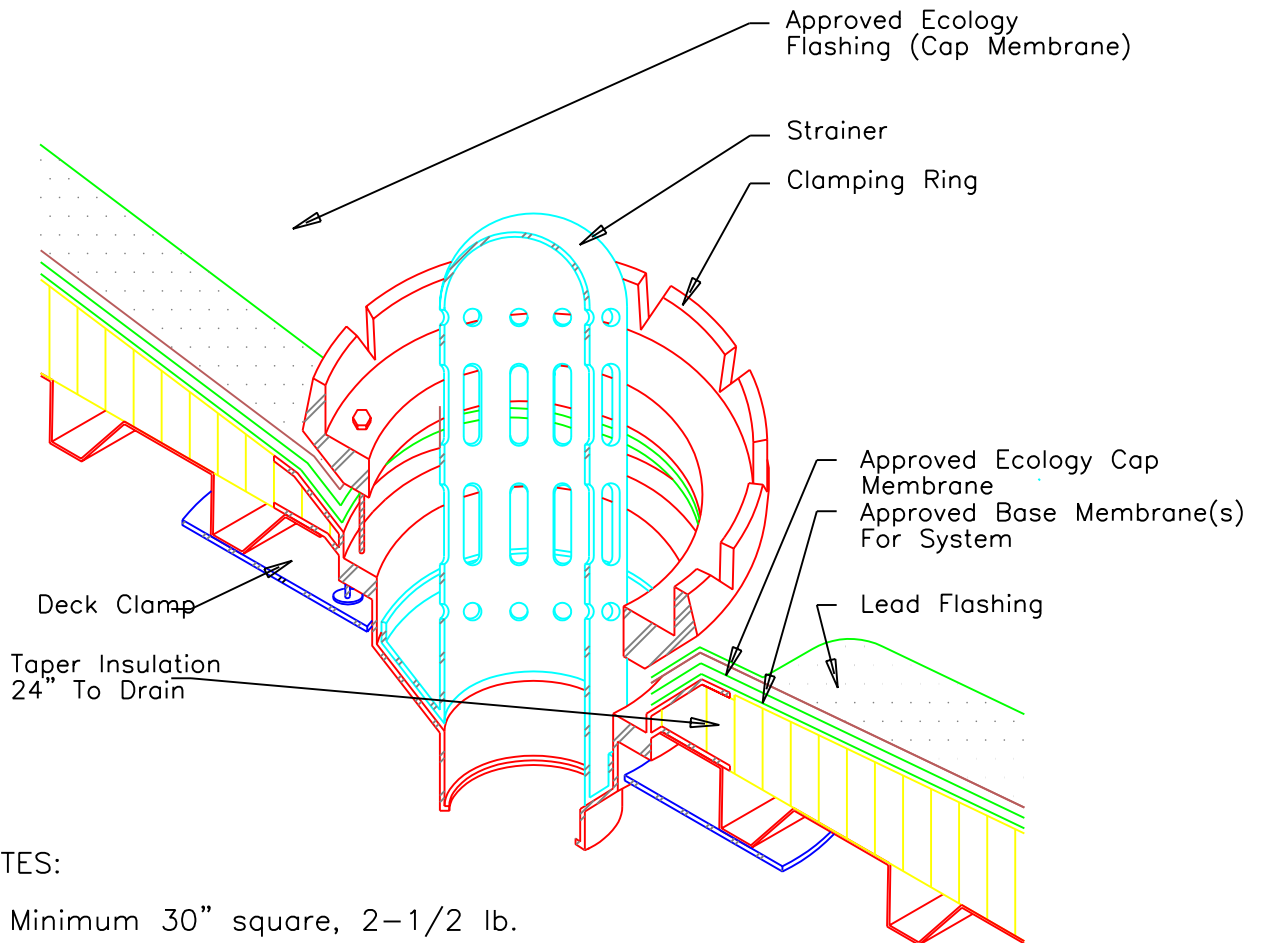 Approved Ecology
Flashing (Cap Membrane)
Strainer
Clamping Ring
Approved Ecology Cap
Membrane
Approved Base Membrane(s)
For System
Deck Clamp
Lead Flashing
Taper Insulation
24" To Drain
TES:
Minimum 30" square, 2-1/2 lb.